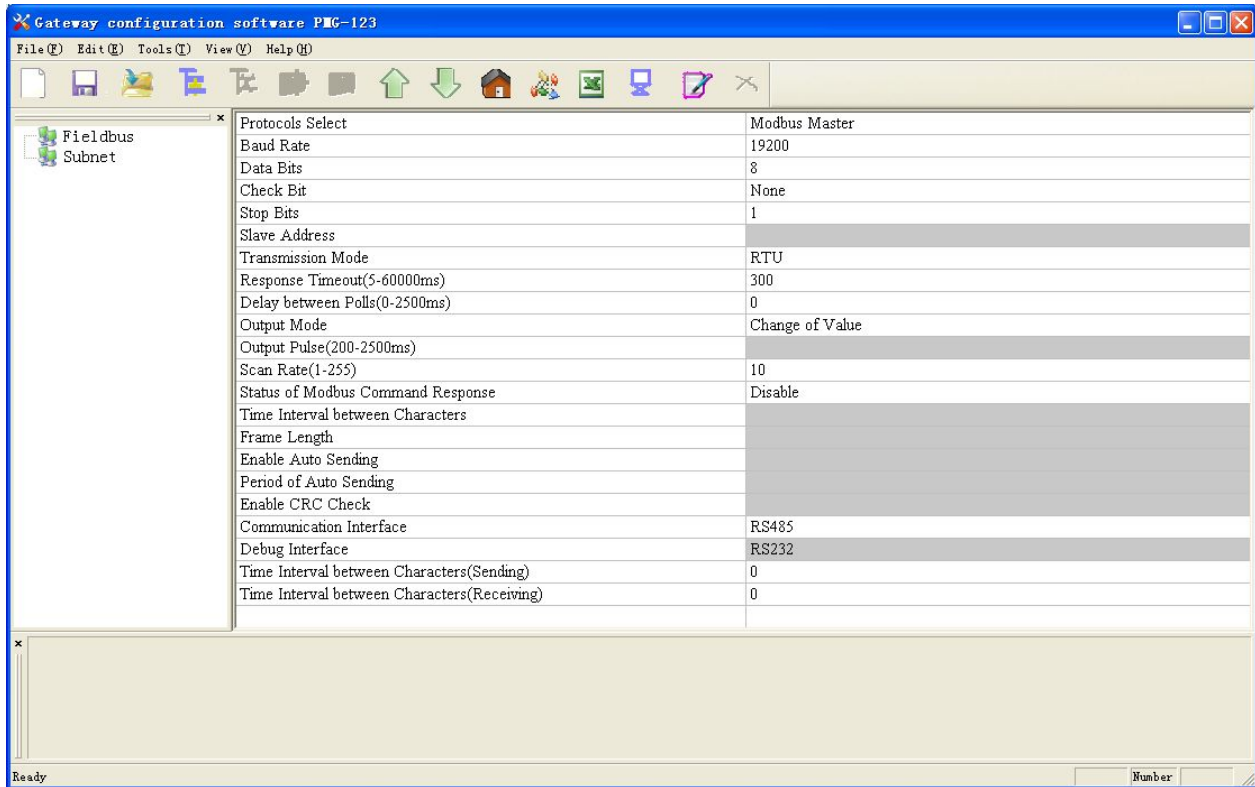 Gateway configuration software PMG-123
File(F) Edit(E) Tools(T) View(V) Help(H)
Fieldbus
Subnet
Protocols Select Modbus Master
Baud Rate 19200
Data Bits 8
Check Bit None
Stop Bits 1
Slave Address
Transmission Mode RTU
Response Timeout(5-60000ms) 300
Delay between Polls(0-2500ms) 0
Output Mode Change of Value
Output Pulse(200-2500ms)
Scan Rate(1-255) 10
Status of Modbus Command Response Disable
Time Interval between Characters
Frame Length
Enable Auto Sending
Period of Auto Sending
Enable CRC Check
Communication Interface RS485
Debug Interface RS232
Time Interval between Characters(Sending) 0
Time Interval between Characters(Receiving) 0
Ready Number